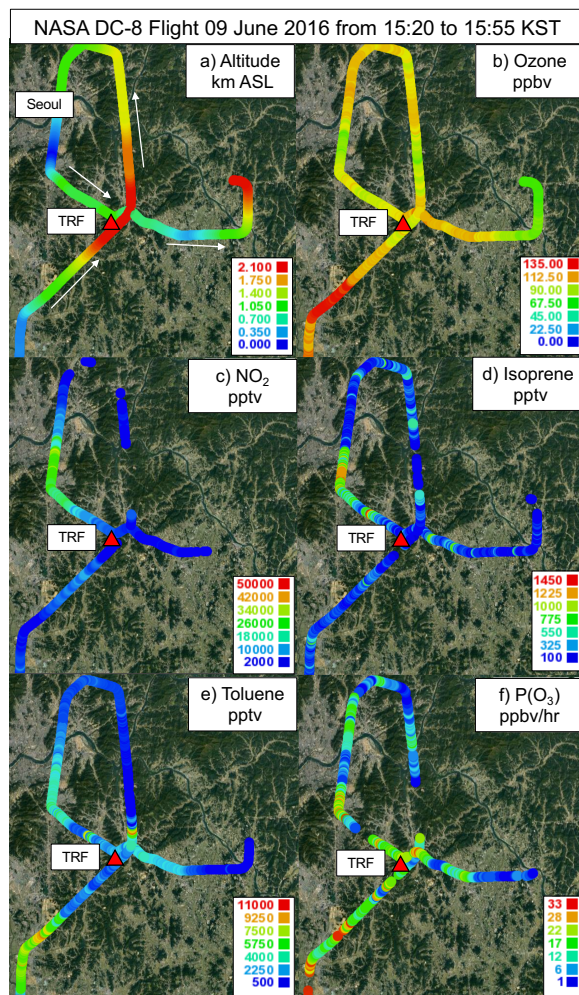 NASA DC-8 Flight 09 June 2016 from 15:20 to 15:55 KST
a) Altitude
km ASL
Seoul
TRF
2.100
1.750
1.400
1.050
0.700
0.350
0.000
b) Ozone
ppbv
TRF
135.00
112.50
90.00
67.50
45.00
22.50
0.00
c) NO₂
pptv
TRF
50000
42000
34000
26000
18000
10000
2000
d) Isoprene
pptv
TRF
1450
1225
1000
775
550
325
100
e) Toluene
pptv
TRF
11000
9250
7500
5750
4000
2250
500
f) P(O₃)
ppbv/hr
TRF
33
28
22
17
12
6
1